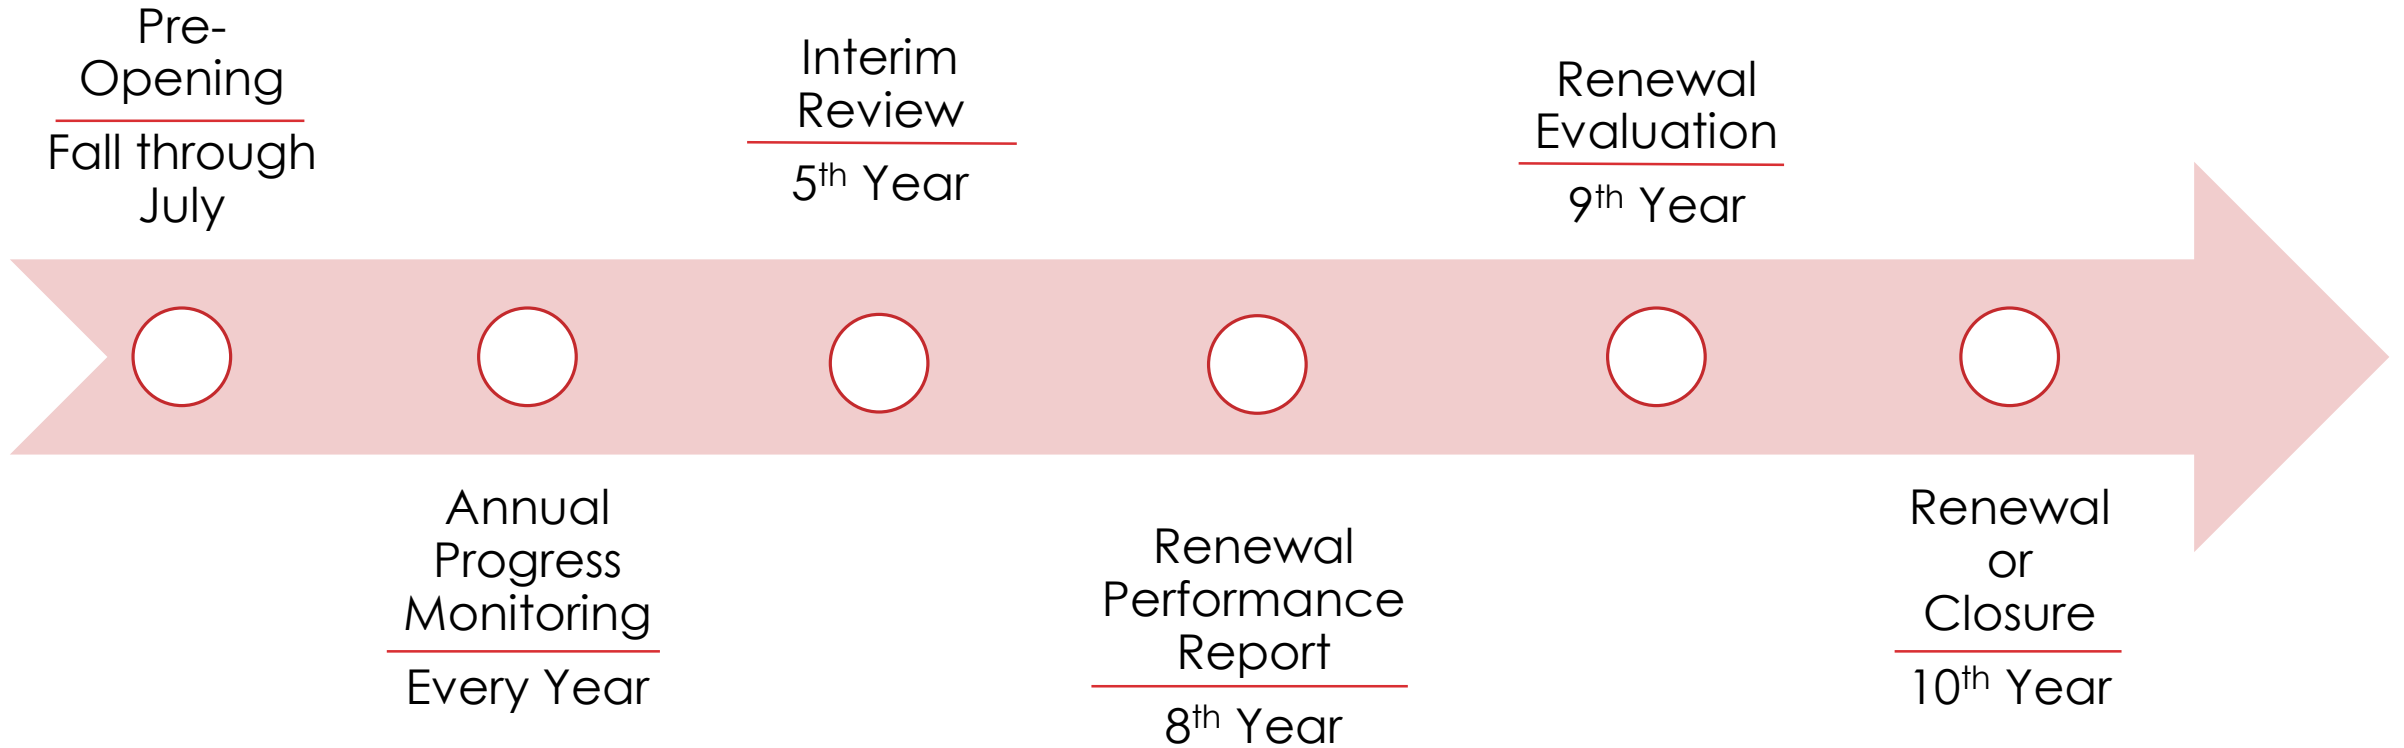 Pre-
Opening
Fall through
July
Annual
Progress
Monitoring
Every Year
Interim
Review
5th Year
Renewal
Performance
Report
8th Year
Renewal
Evaluation
9th Year
Renewal
or
Closure
10th Year